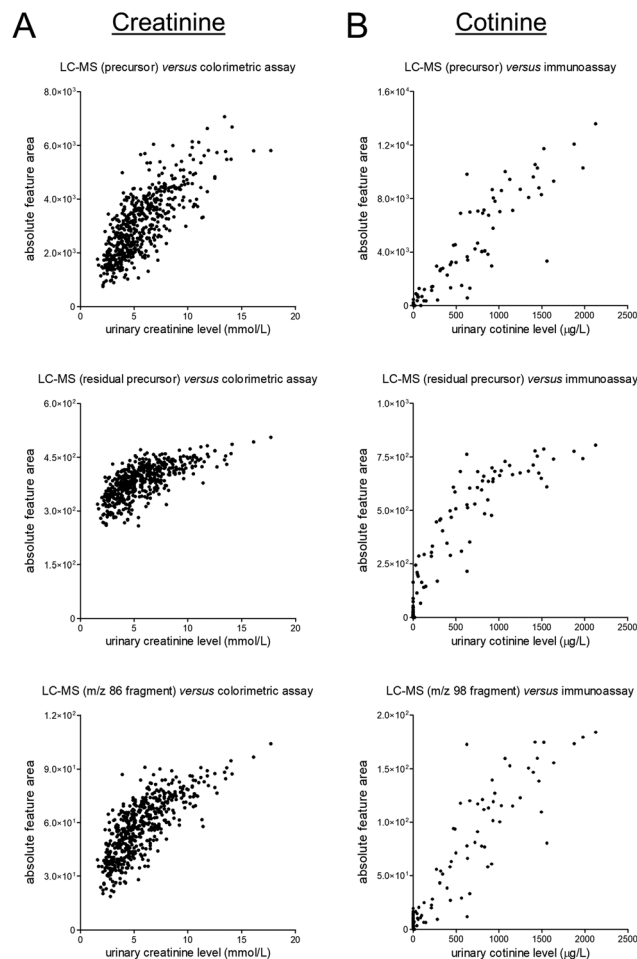 A Creatinine
B Cotinine
LC-MS (precursor) versus colorimetric assay
8.0×10³
6.0×10³
4.0×10³
2.0×10³
0
0 5 10 15 20
absolute feature area
urinary creatinine level (mmol/L)
LC-MS (precursor) versus immunoassay
1.6×10⁴
1.2×10⁴
8.0×10³
4.0×10³
0
0 500 1000 1500 2000 2500
absolute feature area
urinary cotinine level (µg/L)
LC-MS (residual precursor) versus colorimetric assay
6.0×10²
4.5×10²
3.0×10²
1.5×10²
0
0 5 10 15 20
absolute feature area
urinary creatinine level (mmol/L)
LC-MS (residual precursor) versus immunoassay
1.0×10³
7.5×10²
5.0×10²
2.5×10²
0
0 500 1000 1500 2000 2500
absolute feature area
urinary cotinine level (µg/L)
LC-MS (m/z 86 fragment) versus colorimetric assay
1.2×10²
9.0×10¹
6.0×10¹
3.0×10¹
0
0 5 10 15 20
absolute feature area
urinary creatinine level (mmol/L)
LC-MS (m/z 98 fragment) versus immunoassay
2.0×10²
1.5×10²
1.0×10²
5.0×10¹
0
0 500 1000 1500 2000 2500
absolute feature area
urinary cotinine level (µg/L)